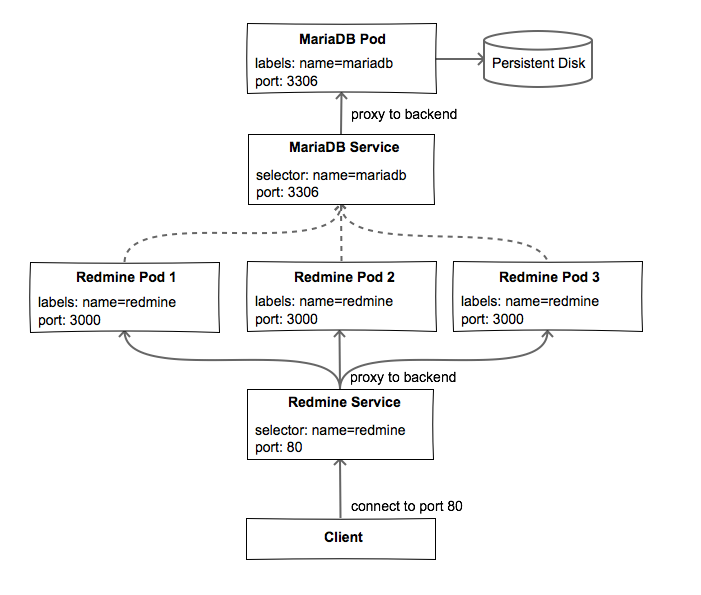 MariaDB Pod
labels: name=mariadb
port: 3306
Persistent Disk
proxy to backend
MariaDB Service
selector: name=mariadb
port: 3306
Redmine Pod 1
labels: name=redmine
port: 3000
Redmine Pod 2
labels: name=redmine
port: 3000
Redmine Pod 3
labels: name=redmine
port: 3000
proxy to backend
Redmine Service
selector: name=redmine
port: 80
connect to port 80
Client